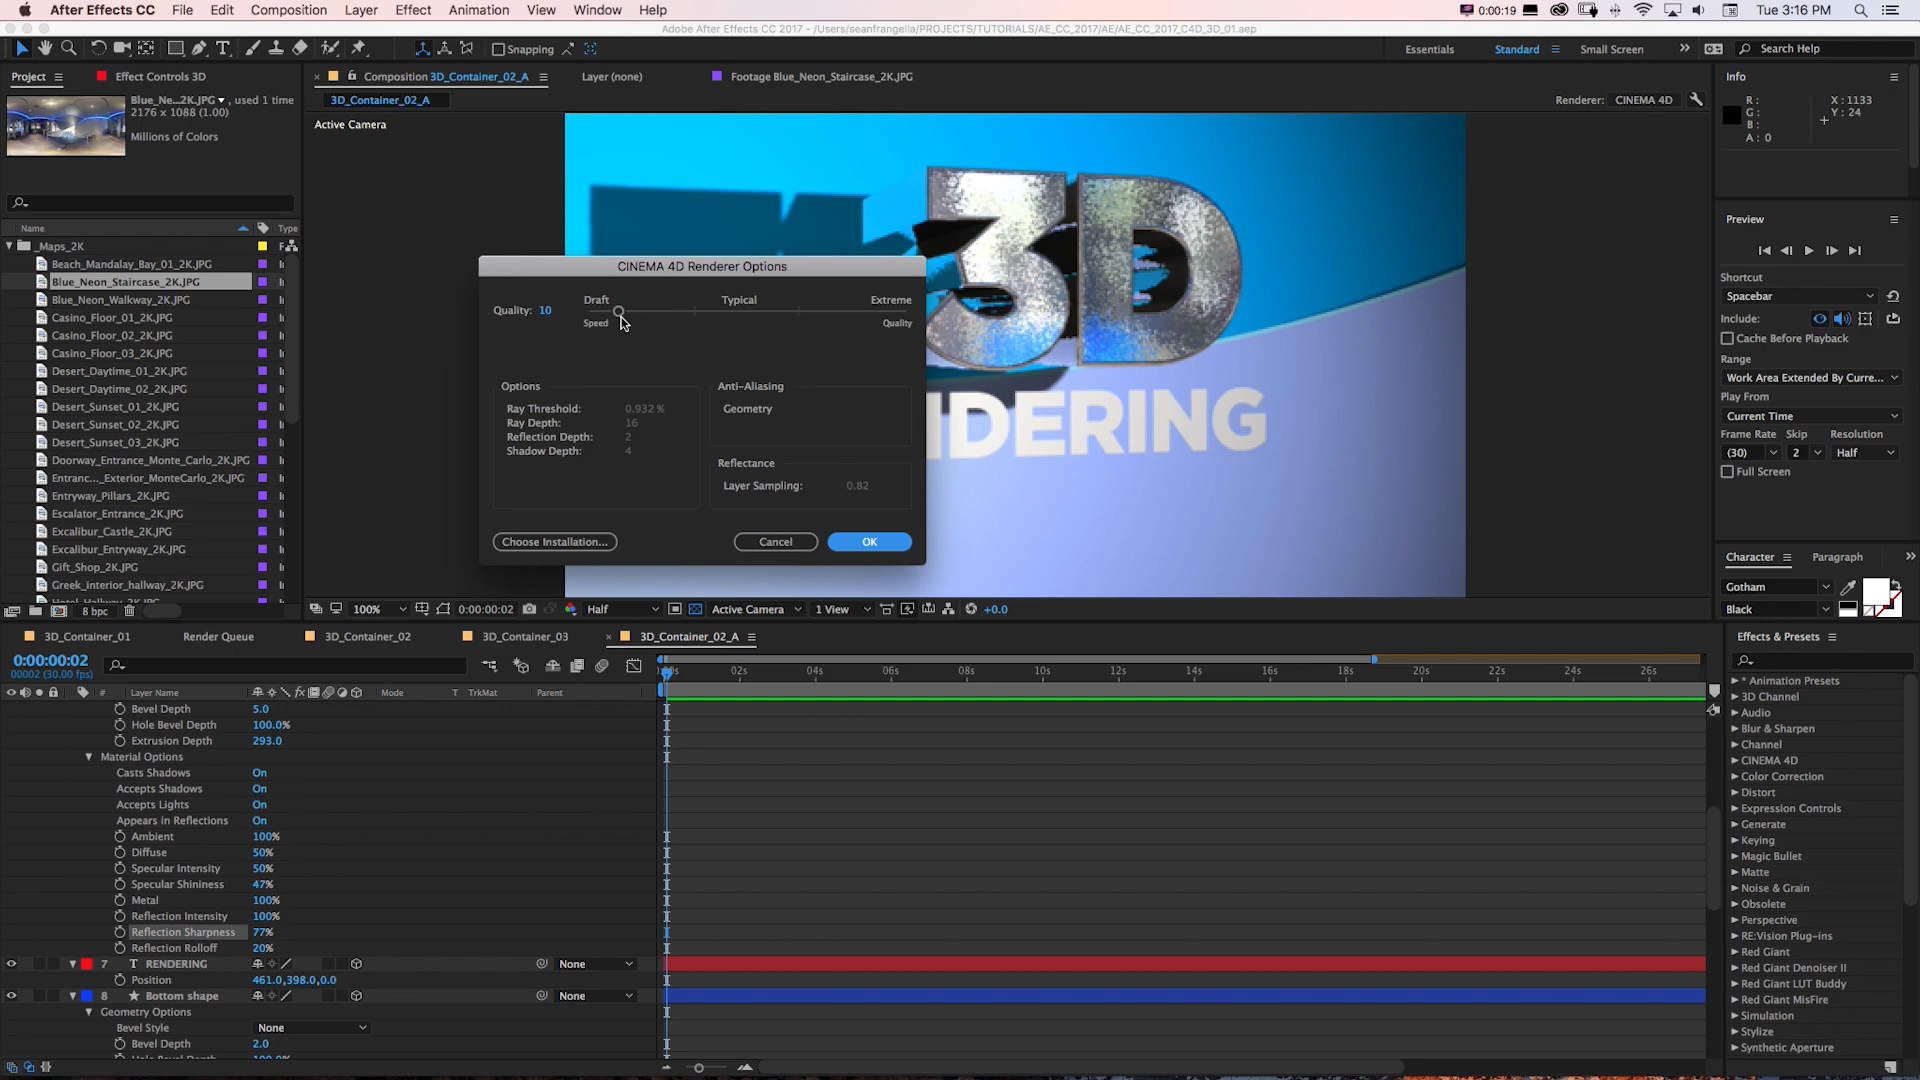 After Effects CC File Edit Composition Layer Effect Animation View Window Help
0:00:19 Tue 3:16 PM
Adobe After Effects CC 2017 - /Users/seanfrangella/PROJECTS/TUTORIALS/AE_CC_2017/AE/AE_CC_2017_C4D_3D_01.aep
Snapping Essentials Standard Small Screen Search Help
Project Effect Controls 3D
Blue_Ne...2K.JPG , used 1 time
2176 x 1088 (1.00)
Millions of Colors
Name Type
_Maps_2K
Beach_Mandalay_Bay_01_2K.JPG
Blue_Neon_Staircase_2K.JPG
Blue_Neon_Walkway_2K.JPG
Casino_Floor_01_2K.JPG
Casino_Floor_02_2K.JPG
Casino_Floor_03_2K.JPG
Desert_Daytime_01_2K.JPG
Desert_Daytime_02_2K.JPG
Desert_Sunset_01_2K.JPG
Desert_Sunset_02_2K.JPG
Desert_Sunset_03_2K.JPG
Doorway_Entrance_Monte_Carlo_2K.JPG
Entranc..._Exterior_MonteCarlo_2K.JPG
Entryway_Pillars_2K.JPG
Escalator_Entrance_2K.JPG
Excalibur_Castle_2K.JPG
Excalibur_Entryway_2K.JPG
Gift_Shop_2K.JPG
Greek_interior_hallway_2K.JPG
8 bpc
Composition 3D_Container_02_A Layer (none) Footage Blue_Neon_Staircase_2K.JPG
3D_Container_02_A Renderer: CINEMA 4D
Active Camera
3D
NDERING
CINEMA 4D Renderer Options
Draft Typical Extreme
Quality: 10
Speed Quality
Options
Ray Threshold: 0.932 %
Ray Depth: 16
Reflection Depth: 2
Shadow Depth: 4
Anti-Aliasing
Geometry
Reflectance
Layer Sampling: 0.82
Choose Installation... Cancel OK
100% 0:00:00:02 Half Active Camera 1 View +0.0
Info
R: X : 1133
G: Y : 24
B:
A : 0
Preview
Shortcut
Spacebar
Include:
Cache Before Playback
Range
Work Area Extended By Curre...
Play From
Current Time
Frame Rate Skip Resolution
(30) 2 Half
Full Screen
Character Paragraph
Gotham
Black
3D_Container_01 Render Queue 3D_Container_02 3D_Container_03 3D_Container_02_A
0:00:00:02
00002 (30.00 fps)
02s 04s 06s 08s 10s 12s 14s 16s 18s 20s 22s 24s 26s
# Layer Name Mode T TrkMat Parent
Bevel Depth 5.0
Hole Bevel Depth 100.0%
Extrusion Depth 293.0
Material Options
Casts Shadows On
Accepts Shadows On
Accepts Lights On
Appears in Reflections On
Ambient 100%
Diffuse 50%
Specular Intensity 50%
Specular Shininess 47%
Metal 100%
Reflection Intensity 100%
Reflection Sharpness 77%
Reflection Rolloff 20%
7 T RENDERING None
Position 461.0,398.0,0.0
8 Bottom shape None
Geometry Options
Bevel Style None
Bevel Depth 2.0
Effects & Presets
* Animation Presets
3D Channel
Audio
Blur & Sharpen
Channel
CINEMA 4D
Color Correction
Distort
Expression Controls
Generate
Keying
Magic Bullet
Matte
Noise & Grain
Obsolete
Perspective
RE:Vision Plug-ins
Red Giant
Red Giant Denoiser II
Red Giant LUT Buddy
Red Giant MisFire
Simulation
Stylize
Synthetic Aperture